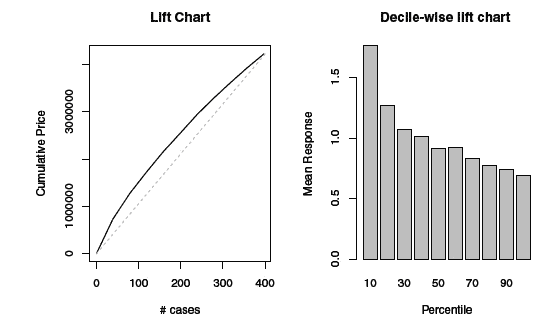 Lift Chart
Cumulative Price
3000000
1000000
0
0 100 200 300 400
# cases
Decile-wise lift chart
Mean Response
1.5
1.0
0.5
0.0
10 30 50 70 90
Percentile